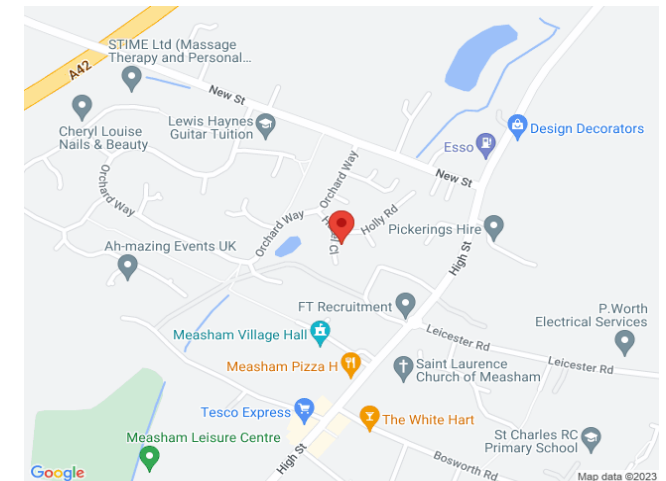 STIME Ltd (Massage
Therapy and Personal...
A42
New St
Cheryl Louise
Nails & Beauty
Lewis Haynes
Guitar Tuition
Design Decorators
Esso
New St
Orchard Way
Orchard Way
Orchard Way
Holly Rd
Pickerings Hire
High St
Ah-mazing Events UK
FT Recruitment
P.Worth
Electrical Services
Measham Village Hall
Leicester Rd
Leicester Rd
Measham Pizza H
Saint Laurence
Church of Measham
Tesco Express
The White Hart
Measham Leisure Centre
St Charles RC
Primary School
High St
Bosworth Rd
Google
Map data ©2023